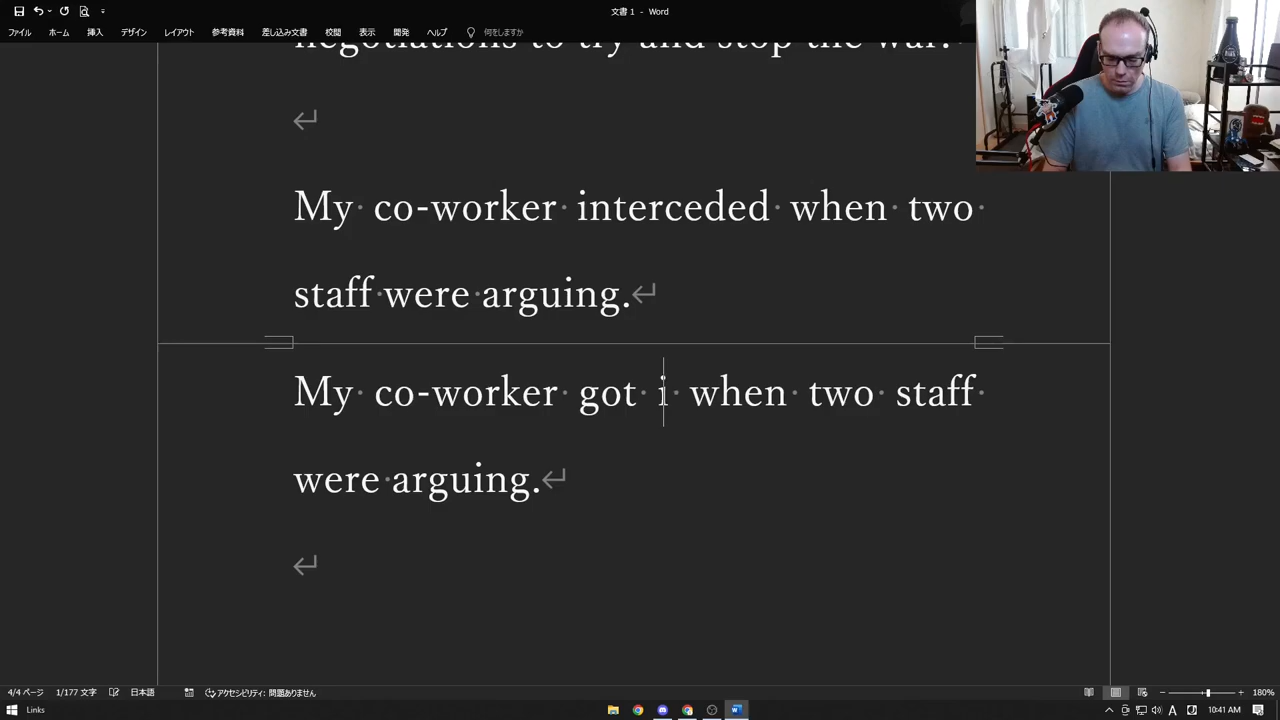 文書 1 - Word
ファイル ホーム 挿入 デザイン レイアウト 参考資料 差し込み文書 校閲 表示 開発 ヘルプ 何をしますか
negotiations to try and stop the war.
My co-worker interceded when two
staff were arguing.
My co-worker got i when two staff
were arguing.
4/4 ページ 1/177 文字 日本語 アクセシビリティ: 問題ありません 180%
Links A 10:41 AM